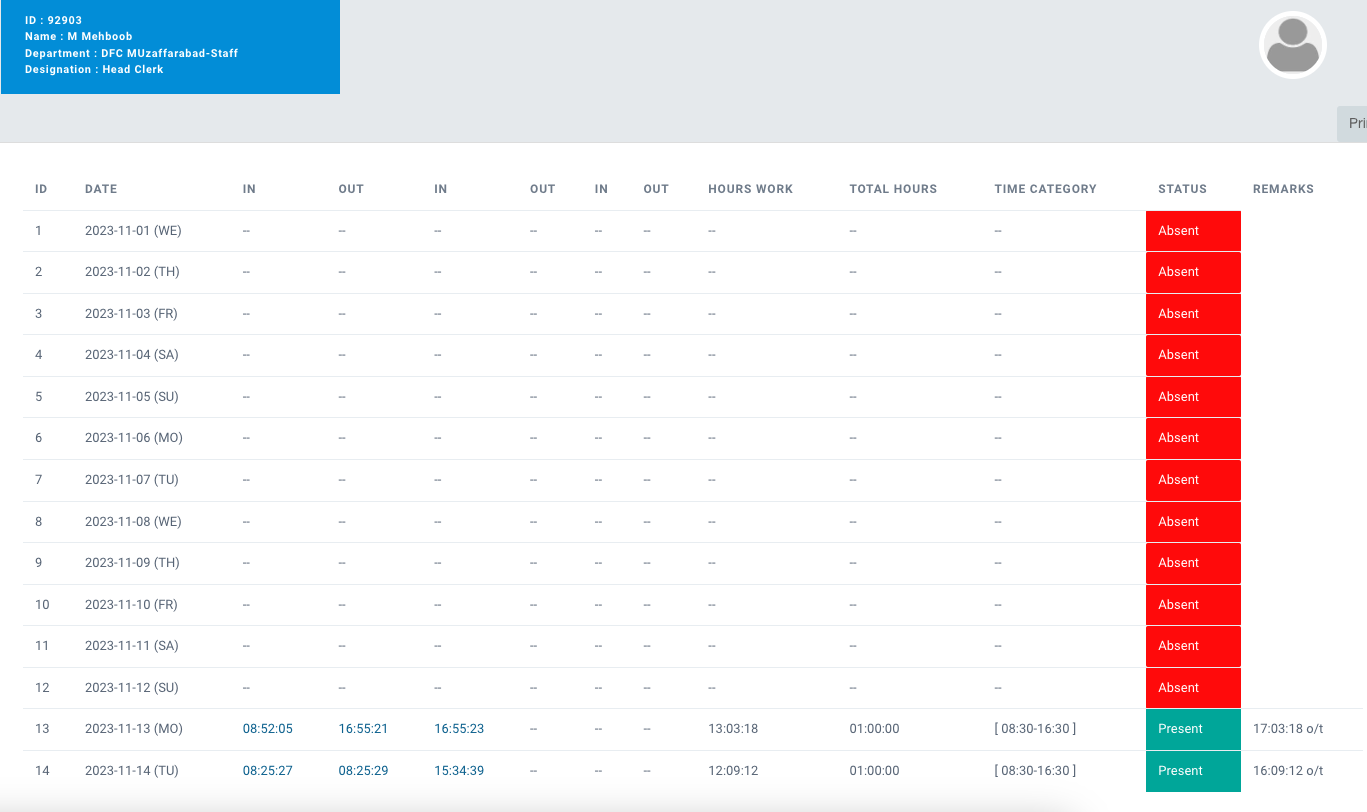 ID : 92903
Name : M Mehboob
Department : DFC MUzaffarabad-Staff
Designation : Head Clerk
Pri
ID DATE IN OUT IN OUT IN OUT HOURS WORK TOTAL HOURS TIME CATEGORY STATUS REMARKS
1 2023-11-01 (WE) -- -- -- -- -- -- -- -- -- Absent
2 2023-11-02 (TH) -- -- -- -- -- -- -- -- -- Absent
3 2023-11-03 (FR) -- -- -- -- -- -- -- -- -- Absent
4 2023-11-04 (SA) -- -- -- -- -- -- -- -- -- Absent
5 2023-11-05 (SU) -- -- -- -- -- -- -- -- -- Absent
6 2023-11-06 (MO) -- -- -- -- -- -- -- -- -- Absent
7 2023-11-07 (TU) -- -- -- -- -- -- -- -- -- Absent
8 2023-11-08 (WE) -- -- -- -- -- -- -- -- -- Absent
9 2023-11-09 (TH) -- -- -- -- -- -- -- -- -- Absent
10 2023-11-10 (FR) -- -- -- -- -- -- -- -- -- Absent
11 2023-11-11 (SA) -- -- -- -- -- -- -- -- -- Absent
12 2023-11-12 (SU) -- -- -- -- -- -- -- -- -- Absent
13 2023-11-13 (MO) 08:52:05 16:55:21 16:55:23 -- -- -- 13:03:18 01:00:00 [ 08:30-16:30 ] Present 17:03:18 o/t
14 2023-11-14 (TU) 08:25:27 08:25:29 15:34:39 -- -- -- 12:09:12 01:00:00 [ 08:30-16:30 ] Present 16:09:12 o/t